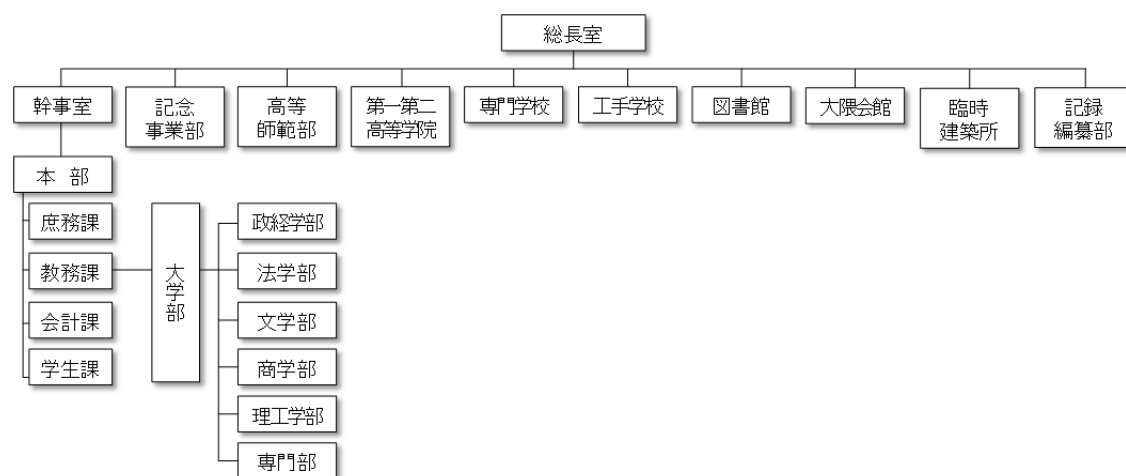 総長室
幹事室
記念
事業部
高等
師範部
第一第二
高等学院
専門学校
工手学校
図書館
大隈会館
臨時
建築所
記録
編纂部
本 部
庶務課
教務課
会計課
学生課
大学部
政経学部
法学部
文学部
商学部
理工学部
専門部